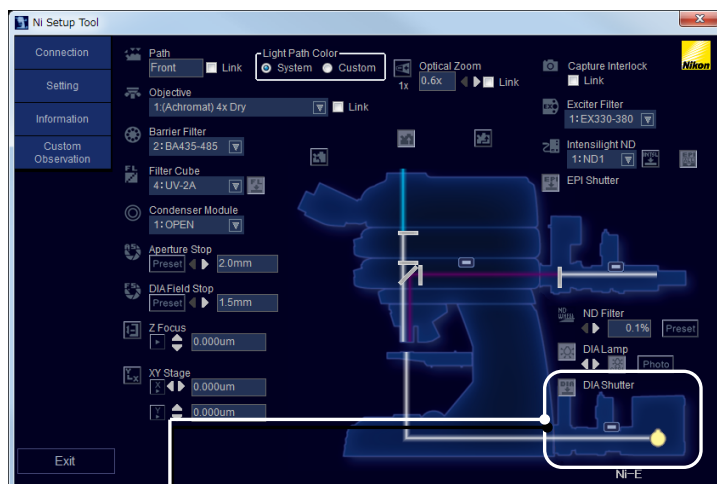 Ni Setup Tool
Connection
Setting
Information
Custom
Observation
Exit
Path
Front
Link
Light Path Color
System
Custom
1x
Optical Zoom
0.6x
Link
Capture Interlock
Link
Nikon
Objective
1:(Achromat) 4x Dry
Link
Exciter Filter
1:EX330-380
Barrier Filter
2:BA435-485
Intensilight ND
1:ND1
FL
Filter Cube
4:UV-2A
FL
EPI
EPI Shutter
Condenser Module
1:OPEN
Aperture Stop
Preset
2.0mm
DIA Field Stop
Preset
1.5mm
Z Focus
0.000um
ND Filter
0.1%
Preset
DIA Lamp
Photo
XY Stage
X
0.000um
Y
0.000um
DIA
DIA Shutter
Ni-E